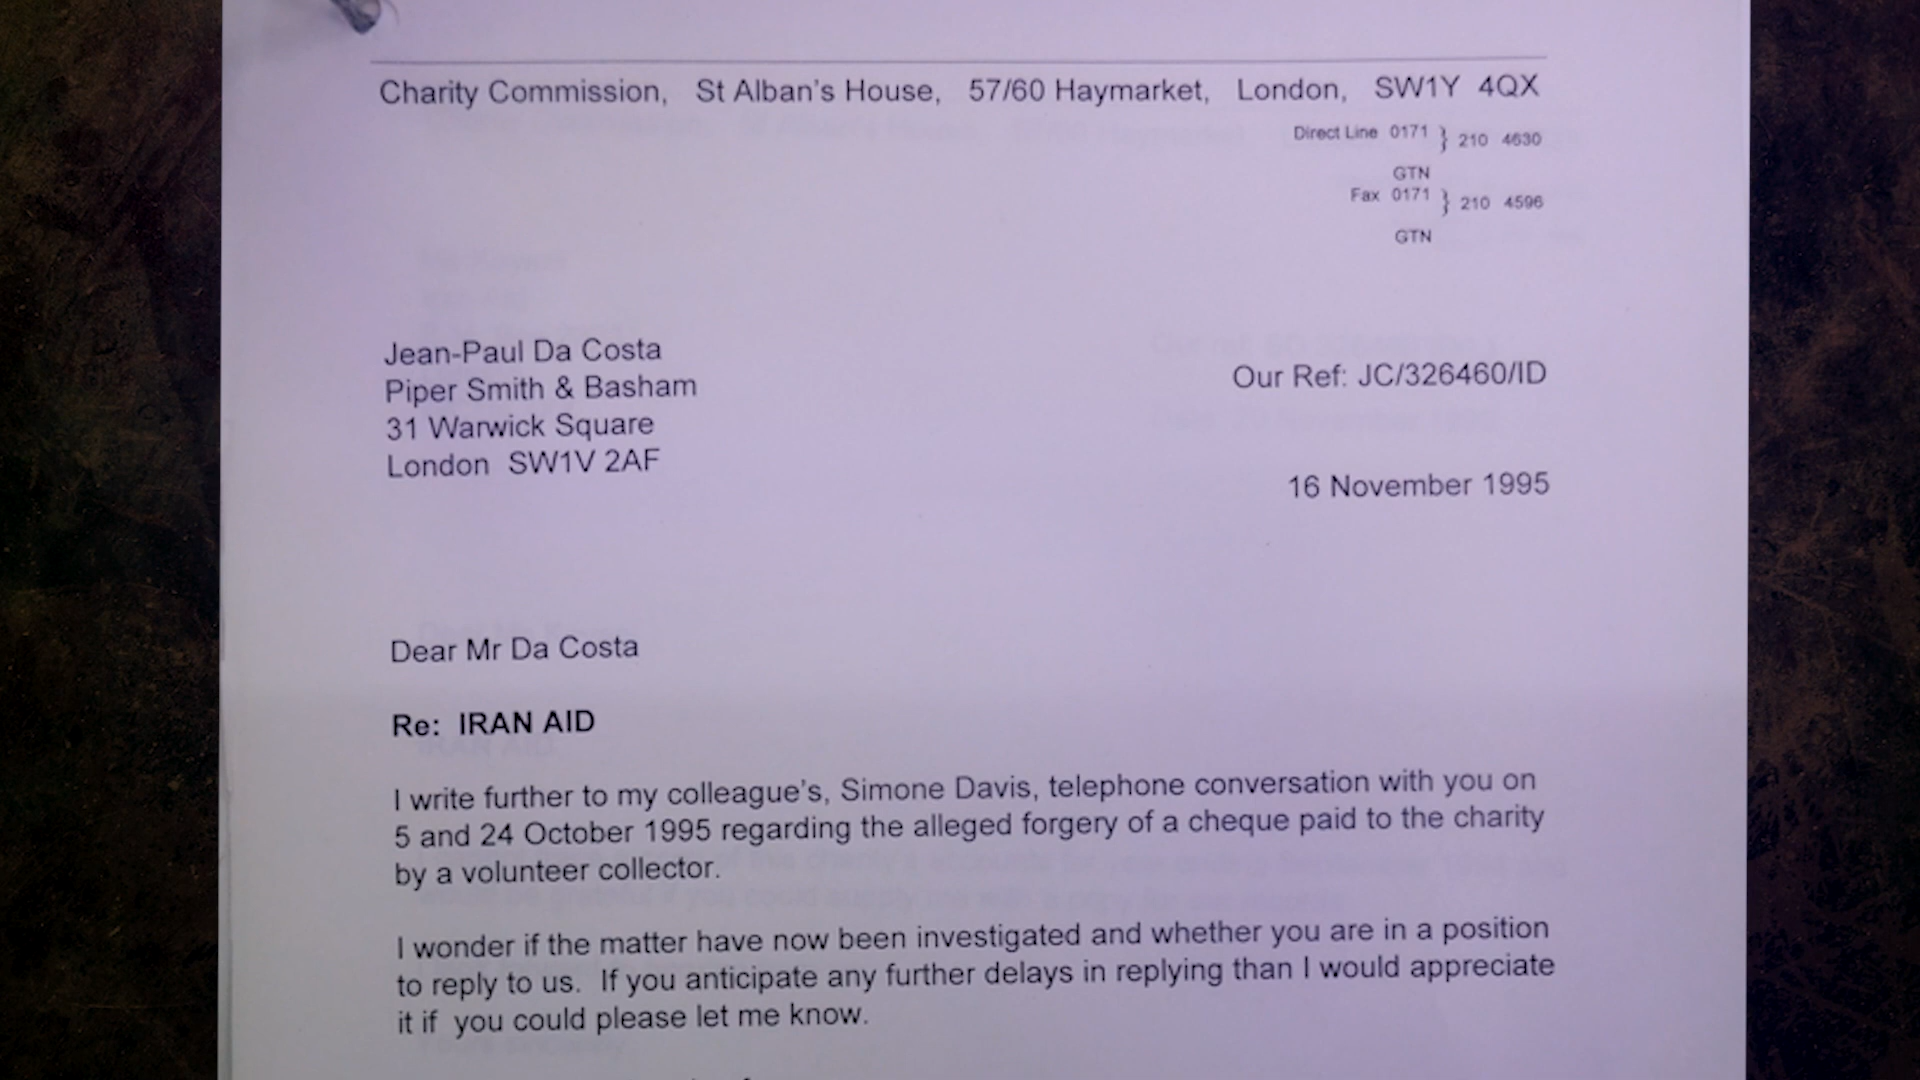 Charity Commission, St Alban's House, 57/60 Haymarket, London, SW1Y 4QX
Direct Line 0171 } 210 4630
GTN
Fax 0171 } 210 4596
GTN
Jean-Paul Da Costa
Piper Smith & Basham
31 Warwick Square
London SW1V 2AF
Our Ref: JC/326460/ID
16 November 1995
Dear Mr Da Costa
Re: IRAN AID
I write further to my colleague's, Simone Davis, telephone conversation with you on
5 and 24 October 1995 regarding the alleged forgery of a cheque paid to the charity
by a volunteer collector.
I wonder if the matter have now been investigated and whether you are in a position
to reply to us. If you anticipate any further delays in replying than I would appreciate
it if you could please let me know.